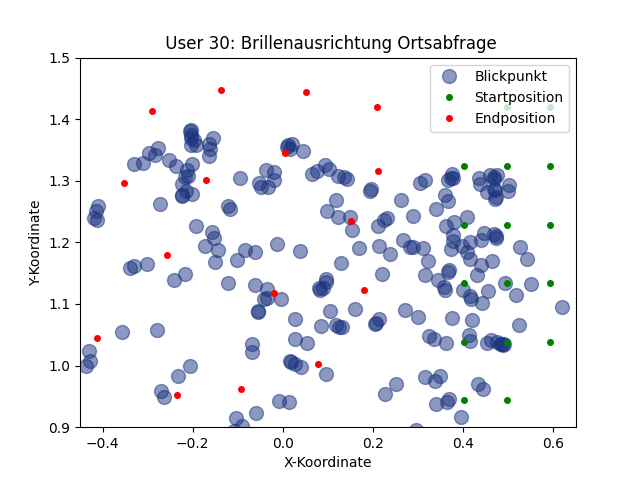 User 30: Brillenausrichtung Ortsabfrage
Y-Koordinate
1.5
1.4
1.3
1.2
1.1
1.0
0.9
Blickpunkt
Startposition
Endposition
−0.4 −0.2 0.0 0.2 0.4 0.6
X-Koordinate